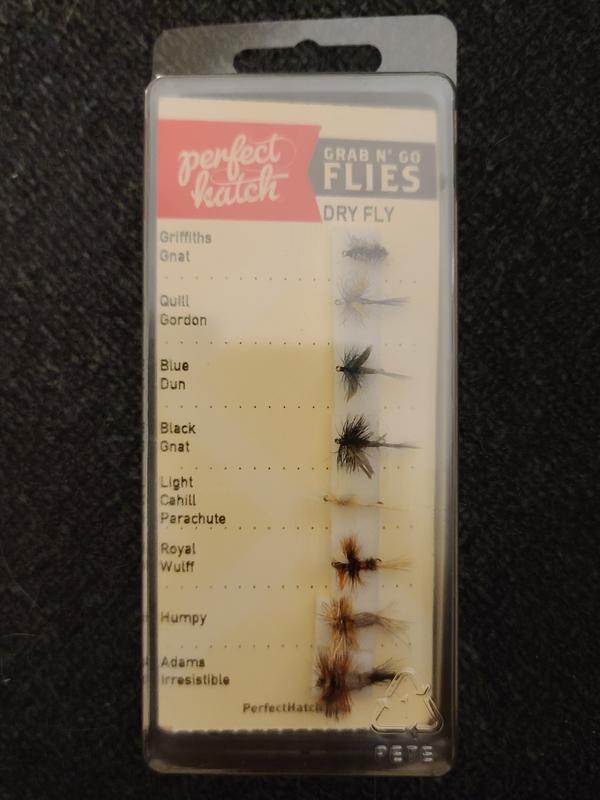 perfect
hatch
GRAB N' GO
FLIES
DRY FLY
Griffiths
Gnat
Quill
Gordon
Blue
Dun
Black
Gnat
Light
Cahill
Parachute
Royal
Wulff
Humpy
Adams
Irresistible
PerfectHatch
PETE